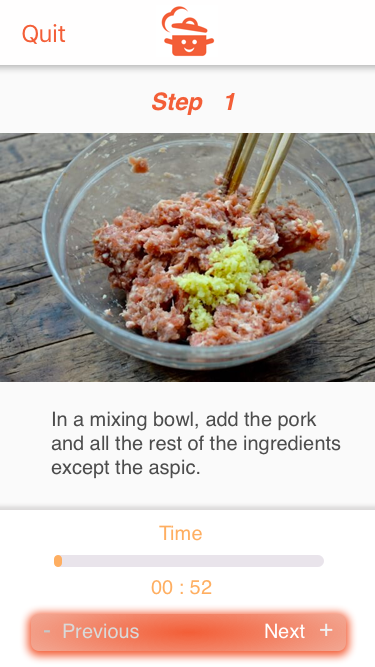 Quit
Step 1
In a mixing bowl, add the pork
and all the rest of the ingredients
except the aspic.
Time
00 : 52
- Previous Next +